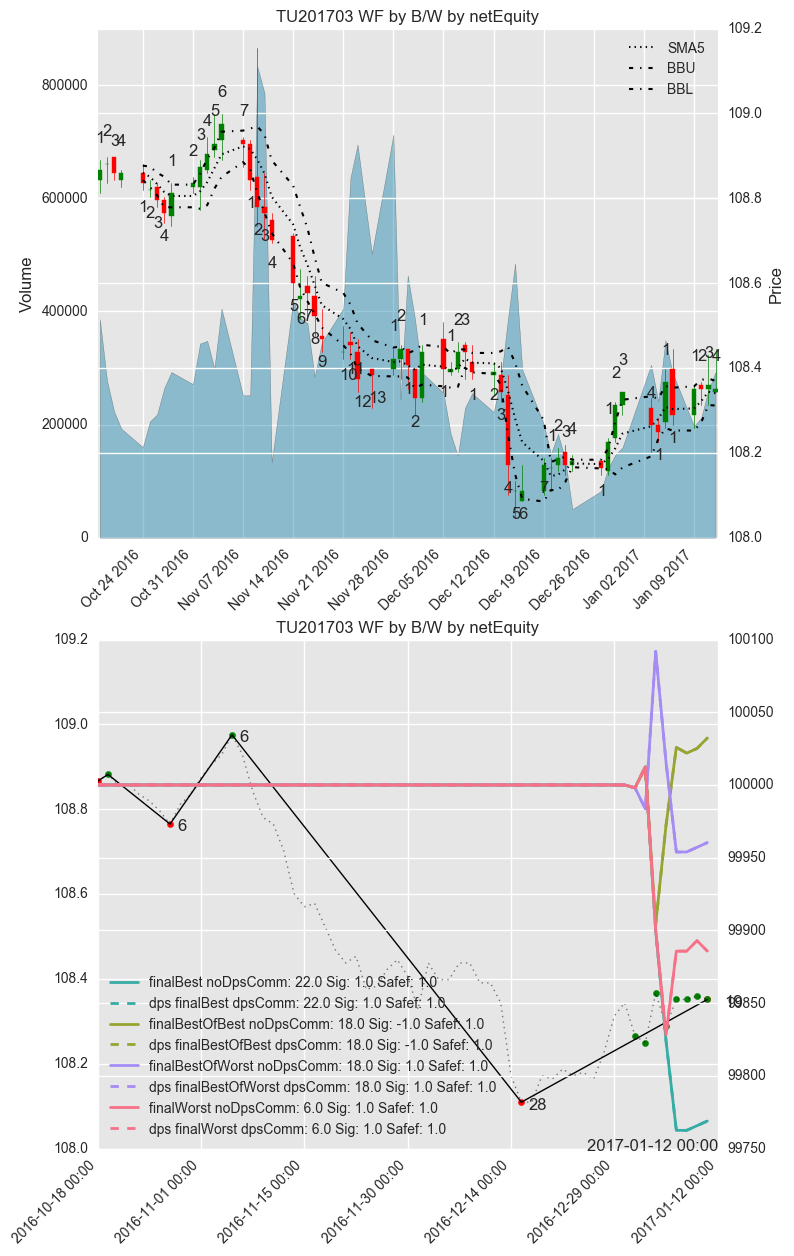 TU201703 WF by B/W by netEquity
SMA5
BBU
BBL
Volume
Price
800000
600000
400000
200000
0
109.2
109.0
108.8
108.6
108.4
108.2
108.0
Oct 24 2016
Oct 31 2016
Nov 07 2016
Nov 14 2016
Nov 21 2016
Nov 28 2016
Dec 05 2016
Dec 12 2016
Dec 19 2016
Dec 26 2016
Jan 02 2017
Jan 09 2017
TU201703 WF by B/W by netEquity
109.2
109.0
108.8
108.6
108.4
108.2
108.0
100100
100050
100000
99950
99900
99850
99800
99750
6
6
28
finalBest noDpsComm: 22.0 Sig: 1.0 Safef: 1.0
dps finalBest dpsComm: 22.0 Sig: 1.0 Safef: 1.0
finalBestOfBest noDpsComm: 18.0 Sig: -1.0 Safef: 1.0
dps finalBestOfBest dpsComm: 18.0 Sig: -1.0 Safef: 1.0
finalBestOfWorst noDpsComm: 18.0 Sig: 1.0 Safef: 1.0
dps finalBestOfWorst dpsComm: 18.0 Sig: 1.0 Safef: 1.0
finalWorst noDpsComm: 6.0 Sig: 1.0 Safef: 1.0
dps finalWorst dpsComm: 6.0 Sig: 1.0 Safef: 1.0
2017-01-12 00:00
2016-10-18 00:00
2016-11-01 00:00
2016-11-15 00:00
2016-11-30 00:00
2016-12-14 00:00
2016-12-29 00:00
2017-01-12 00:00